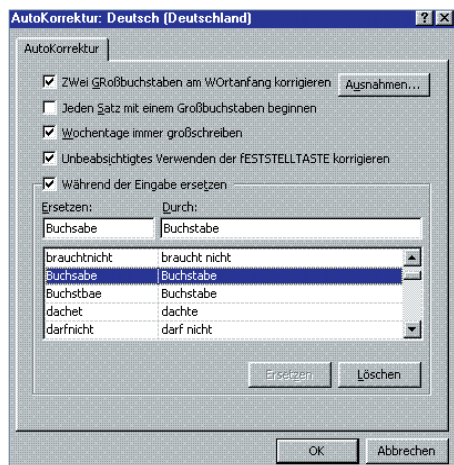 AutoKorrektur: Deutsch (Deutschland)
AutoKorrektur
ZWei GRoßbuchstaben am WOrtanfang korrigieren
Ausnahmen...
Jeden Satz mit einem Großbuchstaben beginnen
Wochentage immer großschreiben
Unbeabsichtigtes Verwenden der fESTSTELLTASTE korrigieren
Während der Eingabe ersetzen
Ersetzen: Durch:
Buchsabe Buchstabe
brauchtnicht braucht nicht
Buchsabe Buchstabe
Buchstbae Buchstabe
dachet dachte
darfnicht darf nicht
Ersetzen Löschen
OK Abbrechen